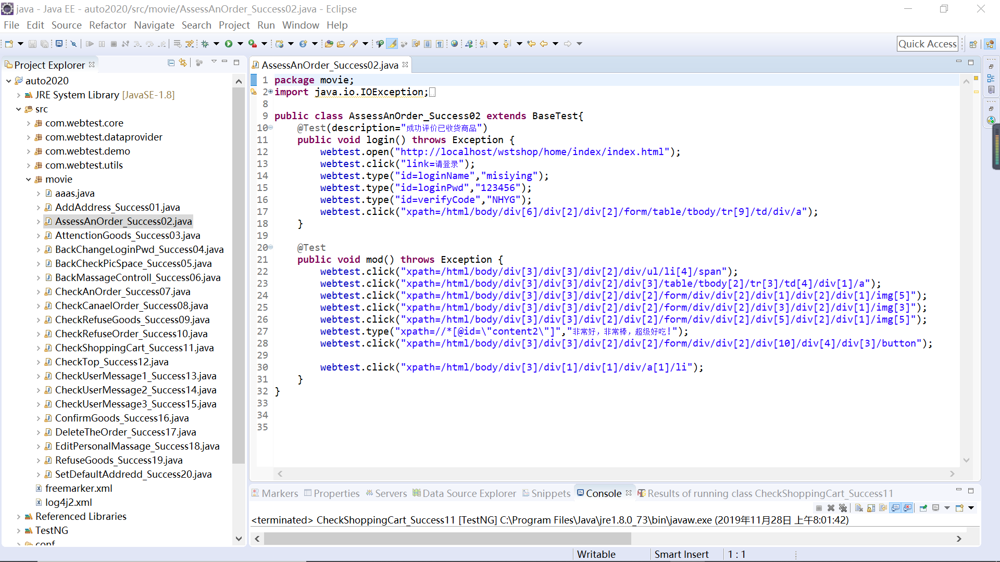 java - Java EE - auto2020/src/movie/AssessAnOrder_Success02.java - Eclipse
File Edit Source Refactor Navigate Search Project Run Window Help
Quick Access
Project Explorer
auto2020
JRE System Library [JavaSE-1.8]
src
com.webtest.core
com.webtest.dataprovider
com.webtest.demo
com.webtest.utils
movie
aaas.java
AddAddress_Success01.java
AssessAnOrder_Success02.java
AttenctionGoods_Success03.java
BackChangeLoginPwd_Success04.java
BackCheckPicSpace_Success05.java
BackMassageControll_Success06.java
CheckAnOrder_Success07.java
CheckCanaelOrder_Success08.java
CheckRefuseGoods_Success09.java
CheckRefuseOrder_Success10.java
CheckShoppingCart_Success11.java
CheckTop_Success12.java
CheckUserMessage1_Success13.java
CheckUserMessage2_Success14.java
CheckUserMessage3_Success15.java
ConfirmGoods_Success16.java
DeleteTheOrder_Success17.java
EditPersonalMassage_Success18.java
RefuseGoods_Success19.java
SetDefaultAddredd_Success20.java
freemarker.xml
log4j2.xml
Referenced Libraries
TestNG
conf
AssessAnOrder_Success02.java
1 package movie;
2 import java.io.IOException;
8
9 public class AssessAnOrder_Success02 extends BaseTest{
10 @Test(description="成功评价已收货商品")
11 public void login() throws Exception {
12 webtest.open("http://localhost/wstshop/home/index/index.html");
13 webtest.click("link=请登录");
14 webtest.type("id=loginName","misiying");
15 webtest.type("id=loginPwd","123456");
16 webtest.type("id=verifyCode","NHYG");
17 webtest.click("xpath=/html/body/div[6]/div[2]/div[2]/form/table/tbody/tr[9]/td/div/a");
18 }
19
20 @Test
21 public void mod() throws Exception {
22 webtest.click("xpath=/html/body/div[3]/div[3]/div[2]/div/ul/li[4]/span");
23 webtest.click("xpath=/html/body/div[3]/div[3]/div[2]/div[3]/table/tbody[2]/tr[3]/td[4]/div[1]/a");
24 webtest.click("xpath=/html/body/div[3]/div[3]/div[2]/div[2]/form/div/div[2]/div[1]/div[2]/div[1]/img[5]");
25 webtest.click("xpath=/html/body/div[3]/div[3]/div[2]/div[2]/form/div/div[2]/div[3]/div[2]/div[1]/img[3]");
26 webtest.click("xpath=/html/body/div[3]/div[3]/div[2]/div[2]/form/div/div[2]/div[5]/div[2]/div[1]/img[5]");
27 webtest.type("xpath=//*[@id=\"content2\"]","非常好，非常棒，超级好吃!");
28 webtest.click("xpath=/html/body/div[3]/div[3]/div[2]/div[2]/form/div/div[2]/div[10]/div[4]/div[3]/button");
29
30 webtest.click("xpath=/html/body/div[3]/div[1]/div[1]/div/a[1]/li");
31 }
32 }
33
34
35
Markers Properties Servers Data Source Explorer Snippets Console Results of running class CheckShoppingCart_Success11
<terminated> CheckShoppingCart_Success11 [TestNG] C:\Program Files\Java\jre1.8.0_73\bin\javaw.exe (2019年11月28日 上午8:01:42)
Writable Smart Insert 1 : 1